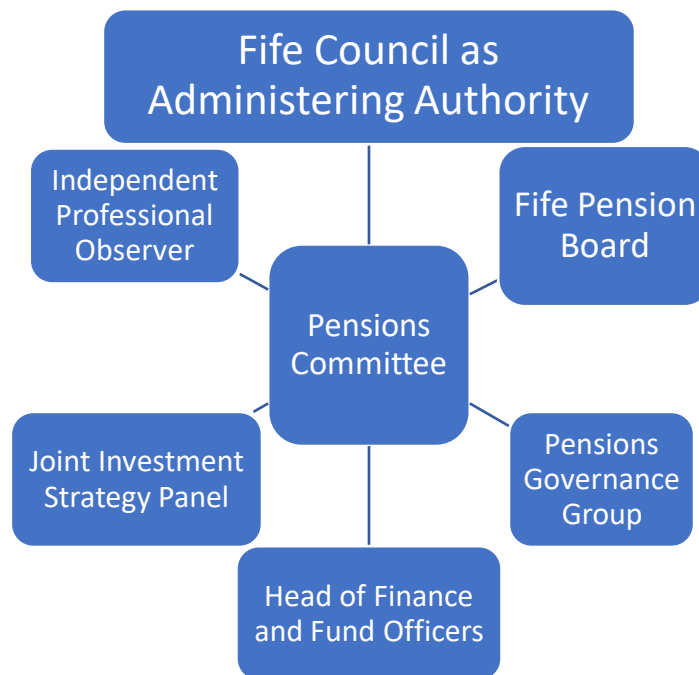 Fife Council as
Administering Authority
Independent
Professional
Observer
Fife Pension
Board
Pensions
Committee
Joint Investment
Strategy Panel
Pensions
Governance
Group
Head of Finance
and Fund Officers